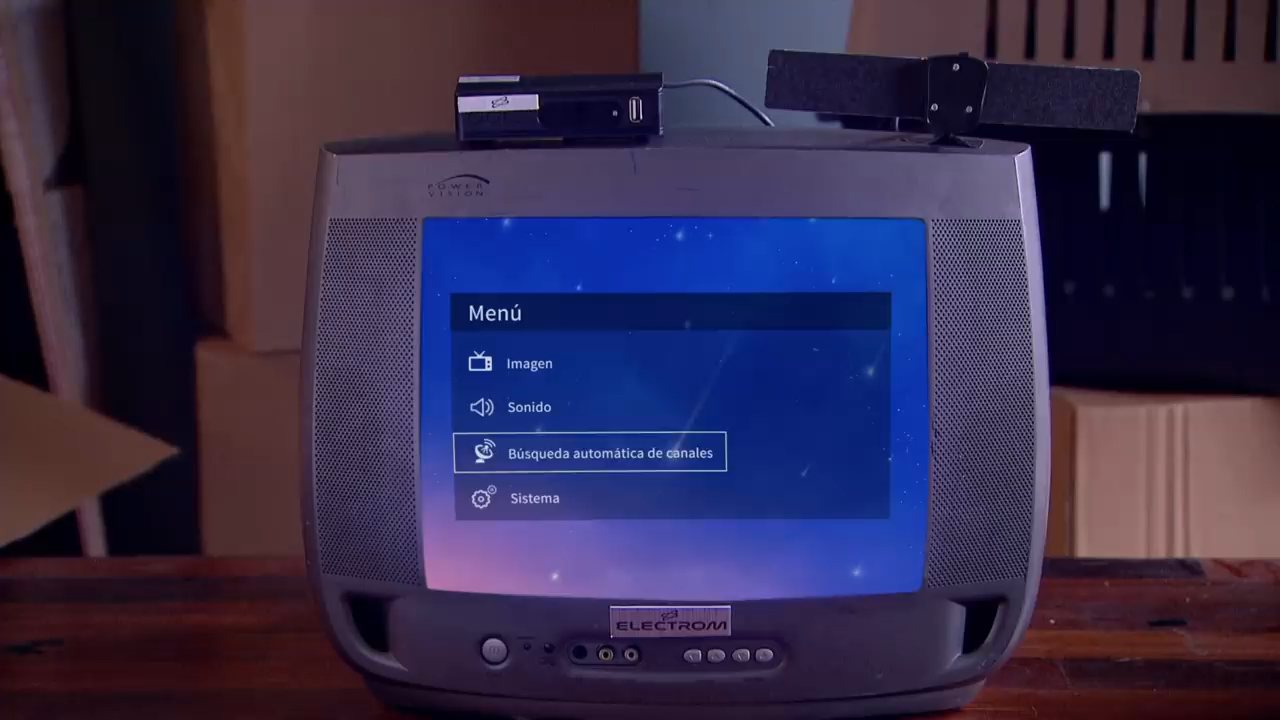 POWER
VISION
Menú
Imagen
Sonido
Búsqueda automática de canales
Sistema
ELECTROM